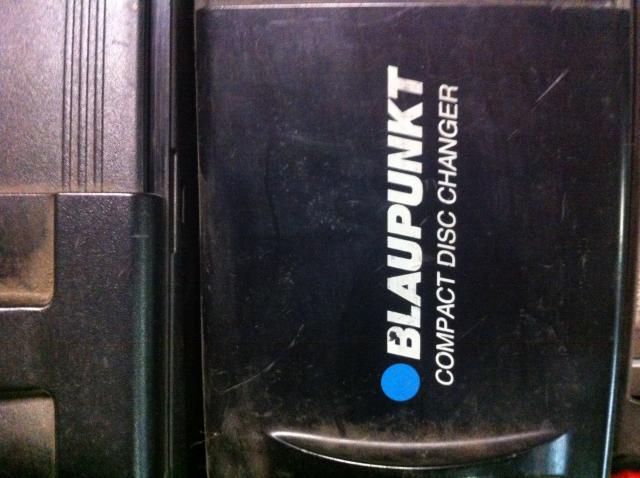 BLAUPUNKT
COMPACT DISC CHANGER